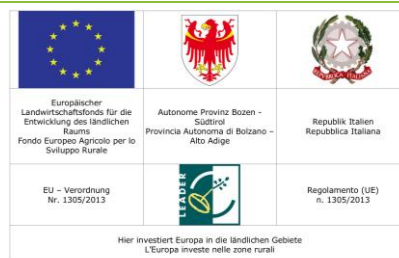 Europäischer
Landwirtschaftsfonds für die
Entwicklung des ländlichen
Raums
Fondo Europeo Agricolo per lo
Sviluppo Rurale
Autonome Provinz Bozen -
Südtirol
Provincia Autonoma di Bolzano –
Alto Adige
REPVBBLICA ITALIANA
Republik Italien
Repubblica Italiana
EU – Verordnung
Nr. 1305/2013
LEADER
Regolamento (UE)
n. 1305/2013
Hier investiert Europa in die ländlichen Gebiete
L'Europa investe nelle zone rurali